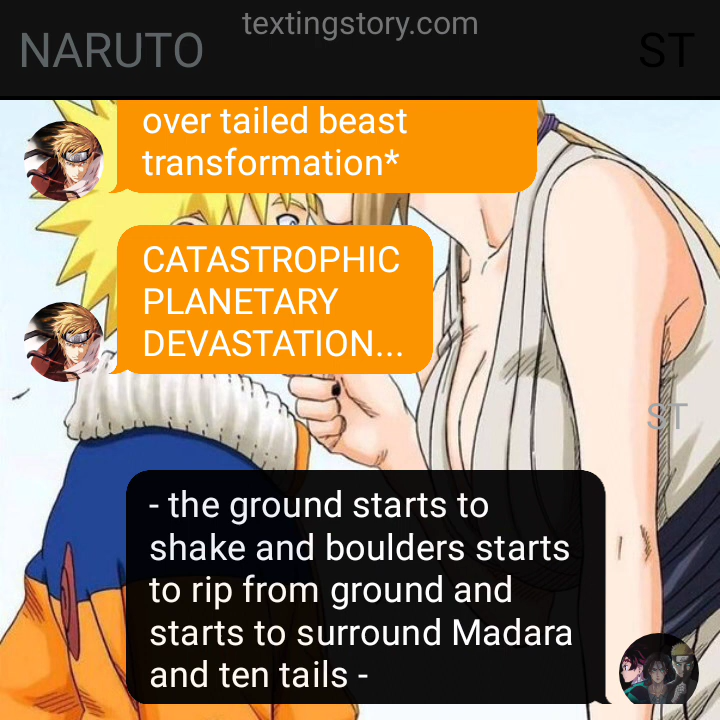 textingstory.com
NARUTO
ST
over tailed beast
transformation*
CATASTROPHIC
PLANETARY
DEVASTATION...
ST
- the ground starts to
shake and boulders starts
to rip from ground and
starts to surround Madara
and ten tails -